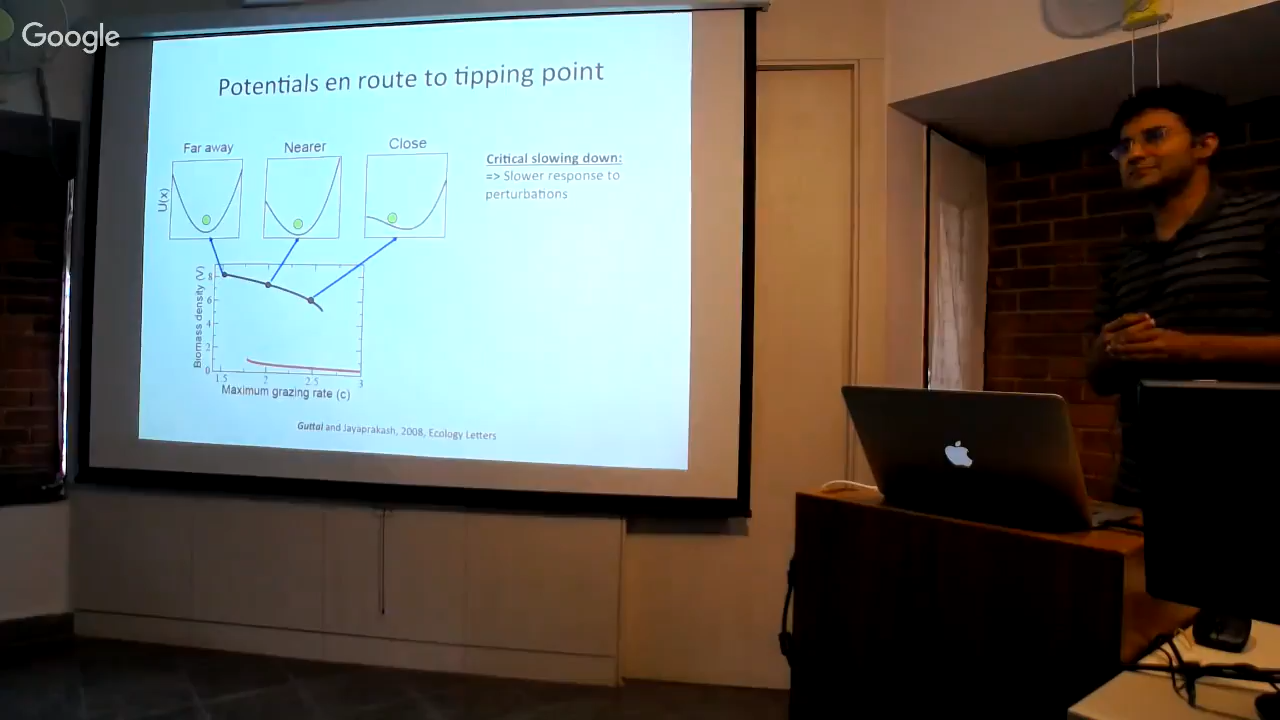 Google
Potentials en route to tipping point
Far away
Nearer
Close
U(x)
Critical slowing down:
=> Slower response to
perturbations
Biomass density (V)
8
6
4
2
0
1.5
2
2.5
3
Maximum grazing rate (c)
Guttal and Jayaprakash, 2008, Ecology Letters